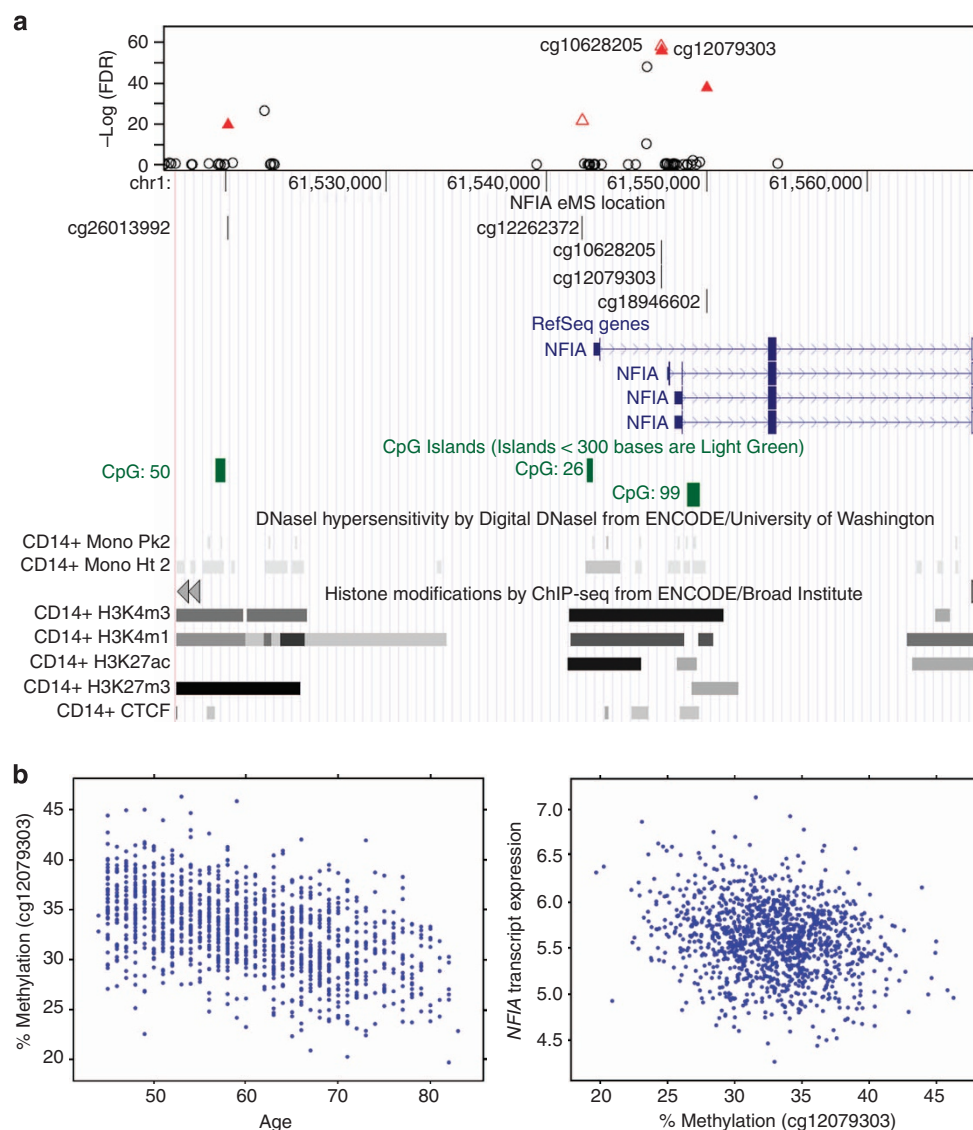 a
60
cg10628205
cg12079303
40
20
0
−Log (FDR)
chr1:
61,530,000
61,540,000
61,550,000
61,560,000
NFIA eMS location
cg26013992
cg12262372
cg10628205
cg12079303
cg18946602
RefSeq genes
NFIA
NFIA
NFIA
NFIA
CpG Islands (Islands < 300 bases are Light Green)
CpG: 50
CpG: 26
CpG: 99
DNaseI hypersensitivity by Digital DNaseI from ENCODE/University of Washington
CD14+ Mono Pk2
CD14+ Mono Ht 2
Histone modifications by ChIP-seq from ENCODE/Broad Institute
CD14+ H3K4m3
CD14+ H3K4m1
CD14+ H3K27ac
CD14+ H3K27m3
CD14+ CTCF
b
% Methylation (cg12079303)
45
40
35
30
25
20
50
60
70
80
Age
NFIA transcript expression
7.0
6.5
6.0
5.5
5.0
4.5
20
25
30
35
40
45
% Methylation (cg12079303)